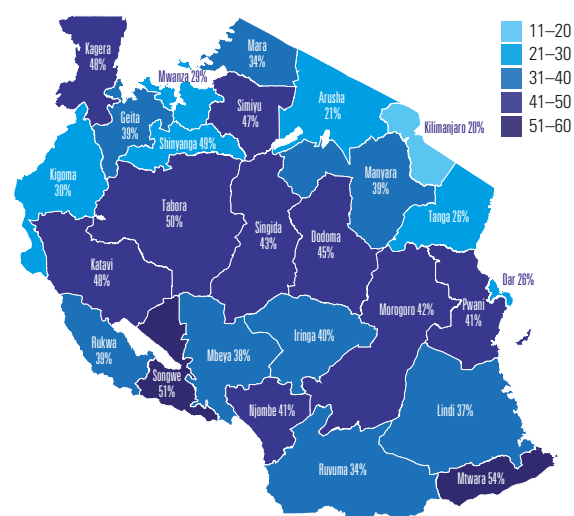 Kagera
48%
Mara
34%
11–20
21–30
31–40
41–50
51–60
Mwanza 29%
Geita
39%
Simiyu
47%
Arusha
21%
Kilimanjaro 20%
Shinyanga 49%
Kigoma
30%
Manyara
39%
Tabora
50%
Singida
43%
Dodoma
45%
Tanga 26%
Katavi
48%
Dar 26%
Morogoro 42%
Pwani
41%
Rukwa
39%
Mbeya 38%
Iringa 40%
Songwe
51%
Njombe 41%
Lindi 37%
Ruvuma 34%
Mtwara 54%